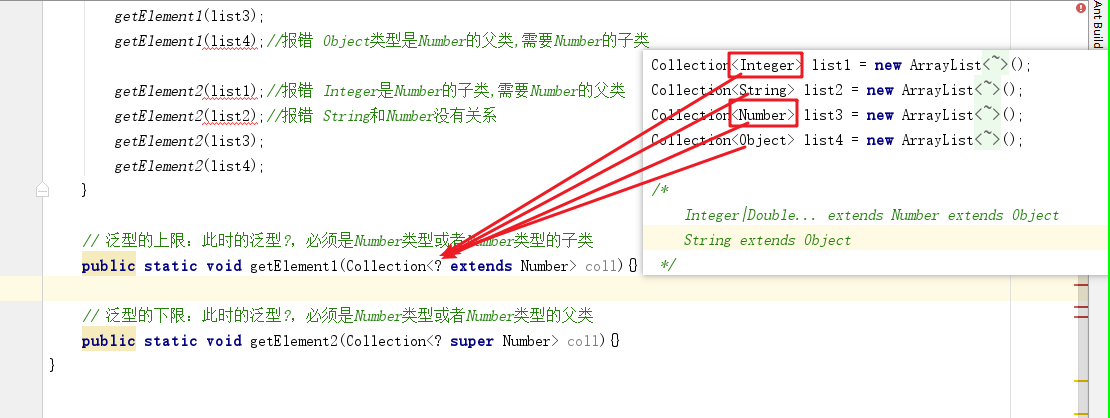 getElement1(list3);
getElement1(list4);//报错 Object类型是Number的父类,需要Number的子类
getElement2(list1);//报错 Integer是Number的子类,需要Number的父类
getElement2(list2);//报错 String和Number没有关系
getElement2(list3);
getElement2(list4);
}
// 泛型的上限：此时的泛型?，必须是Number类型或者Number类型的子类
public static void getElement1(Collection<? extends Number> coll){}
// 泛型的下限：此时的泛型?，必须是Number类型或者Number类型的父类
public static void getElement2(Collection<? super Number> coll){}
}
Collection<Integer> list1 = new ArrayList<~>();
Collection<String> list2 = new ArrayList<~>();
Collection<Number> list3 = new ArrayList<~>();
Collection<Object> list4 = new ArrayList<~>();
/*
Integer|Double... extends Number extends Object
String extends Object
*/
Ant Build